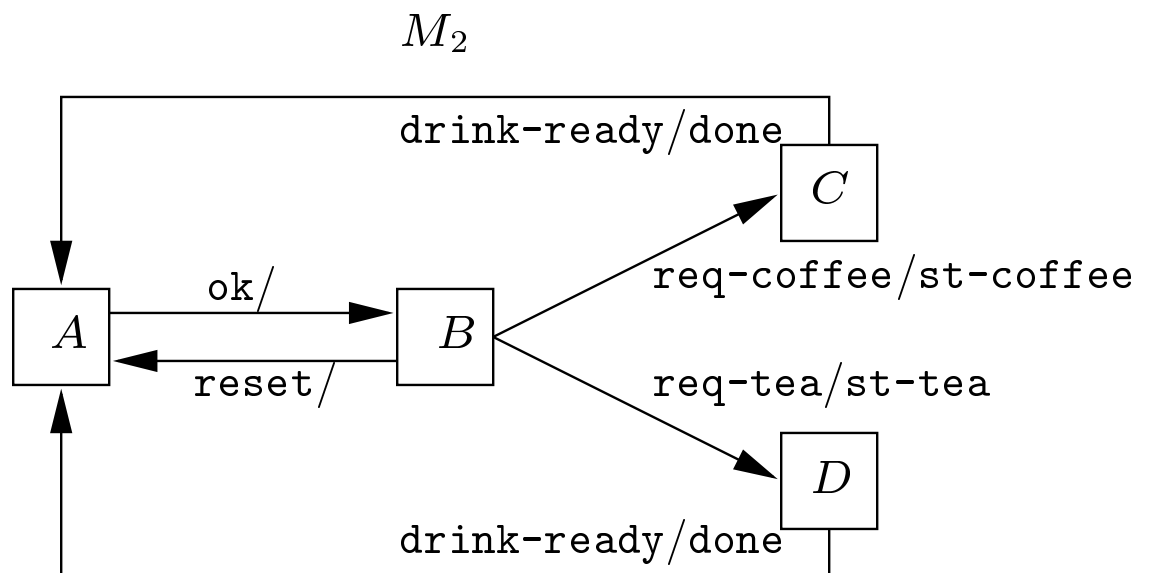 M₂
drink-ready/done
C
ok/
req-coffee/st-coffee
A
B
reset/
req-tea/st-tea
D
drink-ready/done